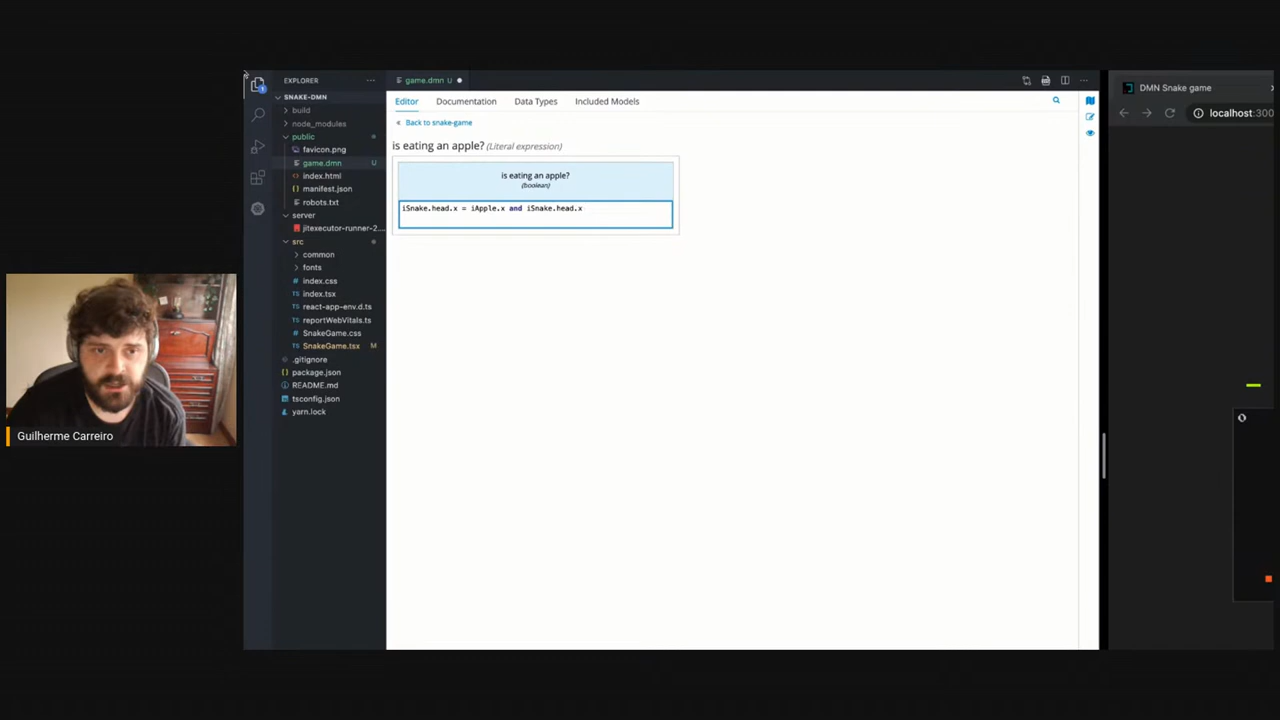 EXPLORER
SNAKE-DMN
build
node_modules
public
favicon.png
game.dmn U
index.html
manifest.json
robots.txt
server
jitexecutor-runner-2....
src
common
fonts
index.css
index.tsx
react-app-env.d.ts
reportWebVitals.ts
SnakeGame.css
SnakeGame.tsx M
.gitignore
package.json
README.md
tsconfig.json
yarn.lock
game.dmn U
Editor Documentation Data Types Included Models
Back to snake-game
is eating an apple? (Literal expression)
is eating an apple?
(boolean)
iSnake.head.x = iApple.x and iSnake.head.x
DMN Snake game
localhost:300
Guilherme Carreiro